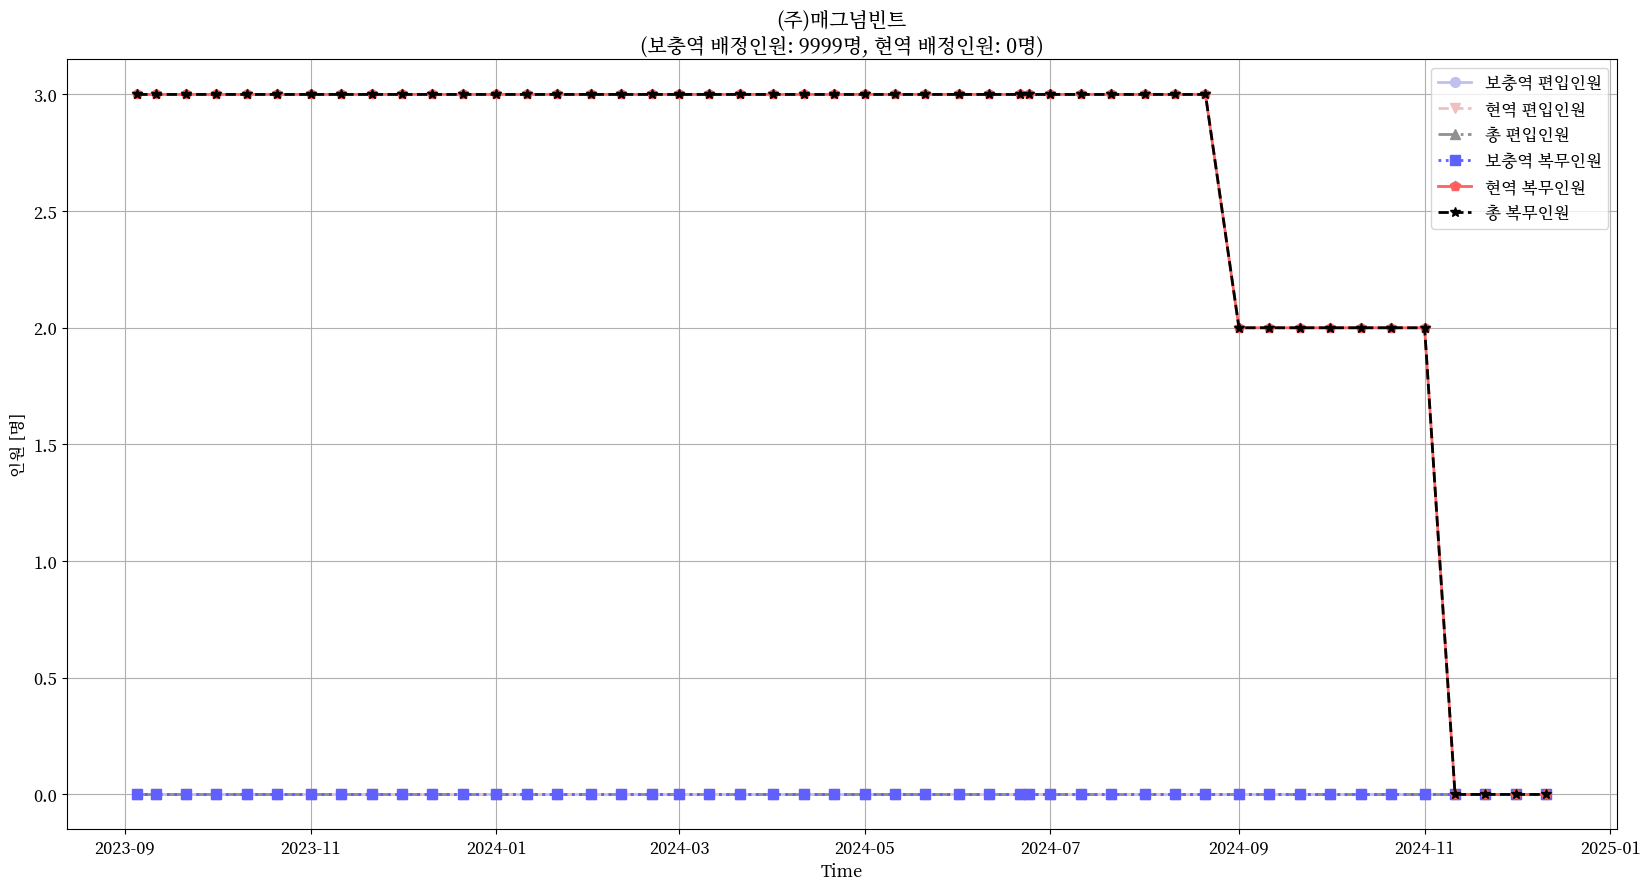 (주)매그넘빈트
(보충역 배정인원: 9999명, 현역 배정인원: 0명)
보충역 편입인원
현역 편입인원
총 편입인원
보충역 복무인원
현역 복무인원
총 복무인원
인원 [명]
3.0
2.5
2.0
1.5
1.0
0.5
0.0
2023-09
2023-11
2024-01
2024-03
2024-05
2024-07
2024-09
2024-11
2025-01
Time